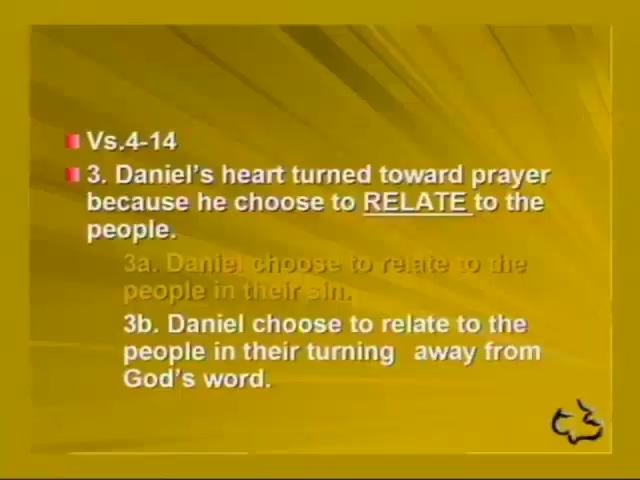 Vs.4-14
3. Daniel's heart turned toward prayer
because he choose to RELATE to the
people.
3a. Daniel choose to relate to the
people in their sin.
3b. Daniel choose to relate to the
people in their turning away from
God's word.